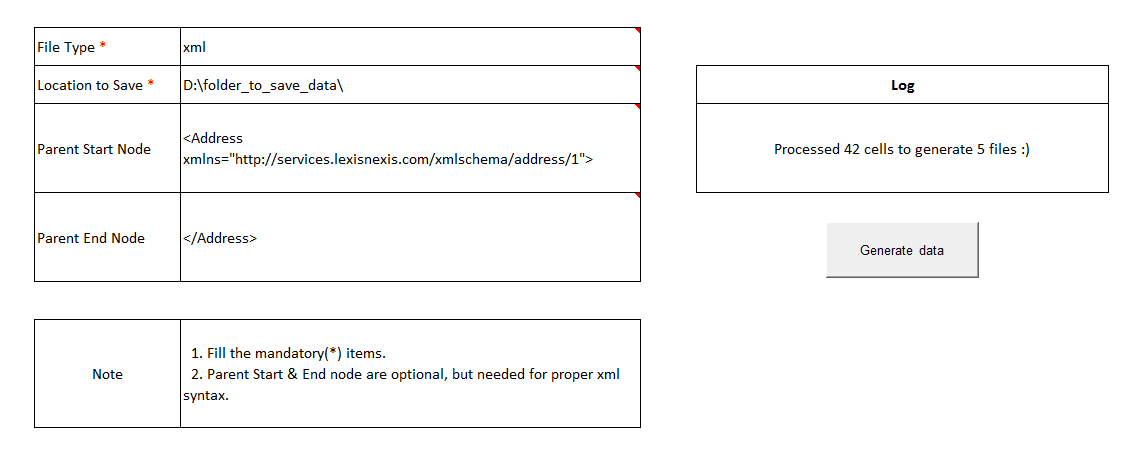 File Type *
xml
Location to Save *
D:\folder_to_save_data\
Parent Start Node
<Address
xmlns="http://services.lexisnexis.com/xmlschema/address/1">
Parent End Node
</Address>
Log
Processed 42 cells to generate 5 files :)
Generate data
Note
1. Fill the mandatory(*) items.
2. Parent Start & End node are optional, but needed for proper xml
syntax.